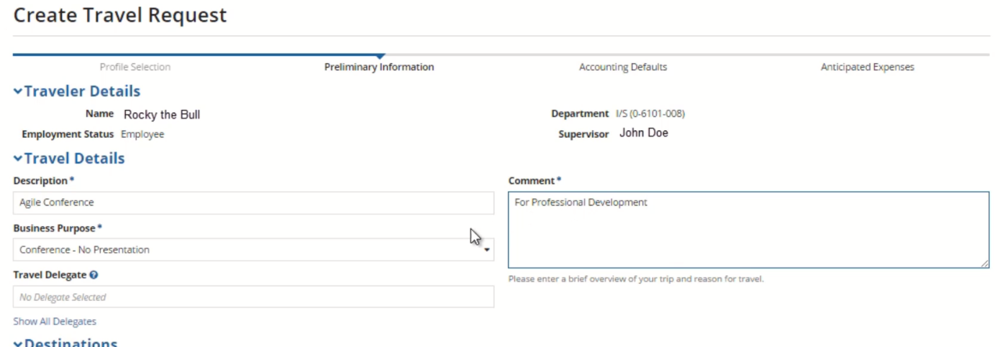 Create Travel Request
Profile Selection Preliminary Information Accounting Defaults Anticipated Expenses
Traveler Details
Name Rocky the Bull Department I/S (0-6101-008)
Employment Status Employee Supervisor John Doe
Travel Details
Description * Comment *
Agile Conference For Professional Development
Business Purpose *
Conference - No Presentation
Travel Delegate ?
Please enter a brief overview of your trip and reason for travel.
No Delegate Selected
Show All Delegates
Destinations